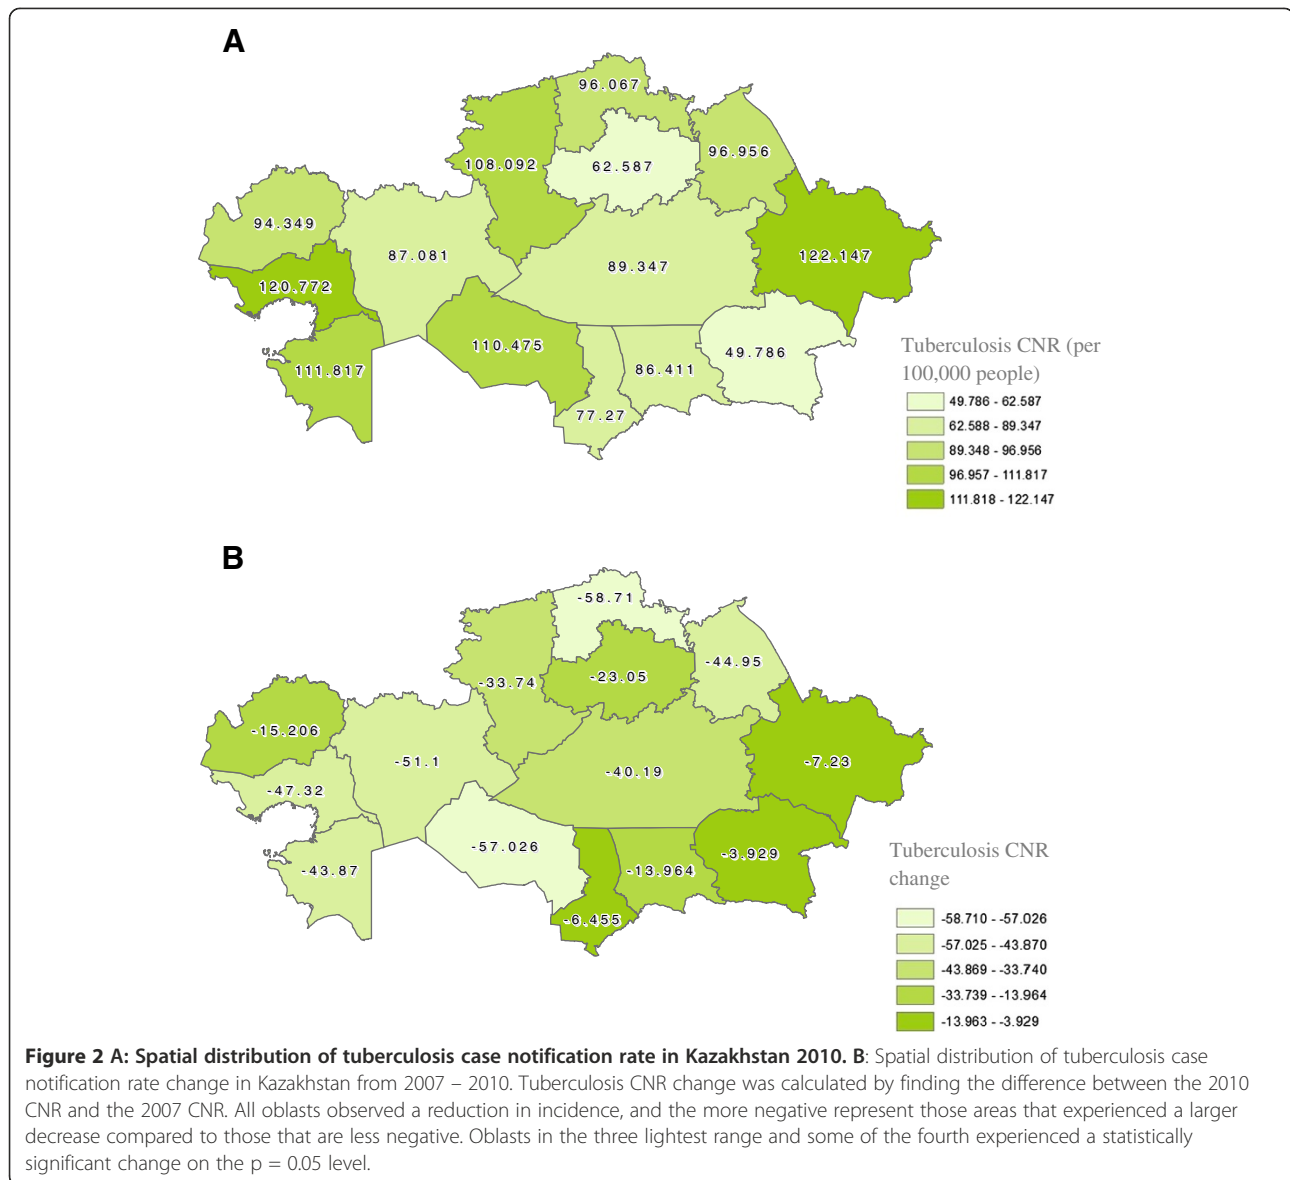 A
96.067
108.092
62.587
96.956
94.349
87.081
89.347
122.147
120.772
110.475
111.817
77.27
86.411
49.786
Tuberculosis CNR (per
100,000 people)
49.786 - 62.587
62.588 - 89.347
89.348 - 96.956
96.957 - 111.817
111.818 - 122.147
B
-58.71
-33.74
-23.05
-44.95
-15.206
-51.1
-40.19
-7.23
-47.32
-57.026
-43.87
-6.455
-13.964
-3.929
Tuberculosis CNR
change
-58.710 - -57.026
-57.025 - -43.870
-43.869 - -33.740
-33.739 - -13.964
-13.963 - -3.929
Figure 2 A: Spatial distribution of tuberculosis case notification rate in Kazakhstan 2010. B: Spatial distribution of tuberculosis case
notification rate change in Kazakhstan from 2007 – 2010. Tuberculosis CNR change was calculated by finding the difference between the 2010
CNR and the 2007 CNR. All oblasts observed a reduction in incidence, and the more negative represent those areas that experienced a larger
decrease compared to those that are less negative. Oblasts in the three lightest range and some of the fourth experienced a statistically
significant change on the p = 0.05 level.